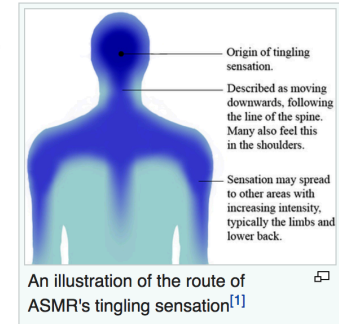 Origin of tingling
sensation.
Described as moving
downwards, following
the line of the spine.
Many also feel this
in the shoulders.
Sensation may spread
to other areas with
increasing intensity,
typically the limbs and
lower back.
An illustration of the route of
ASMR's tingling sensation[1]